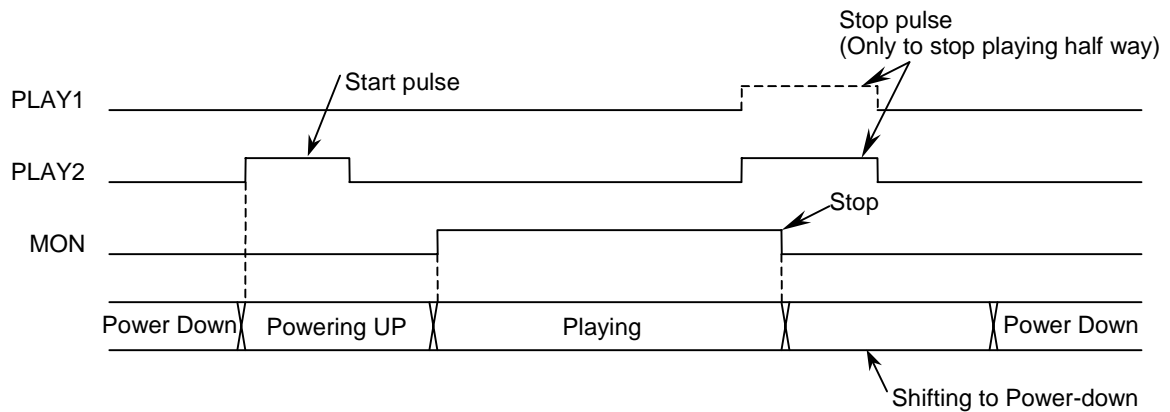 Stop pulse
(Only to stop playing half way)
Start pulse
PLAY1
PLAY2
Stop
MON
Power Down
Powering UP
Playing
Power Down
Shifting to Power-down